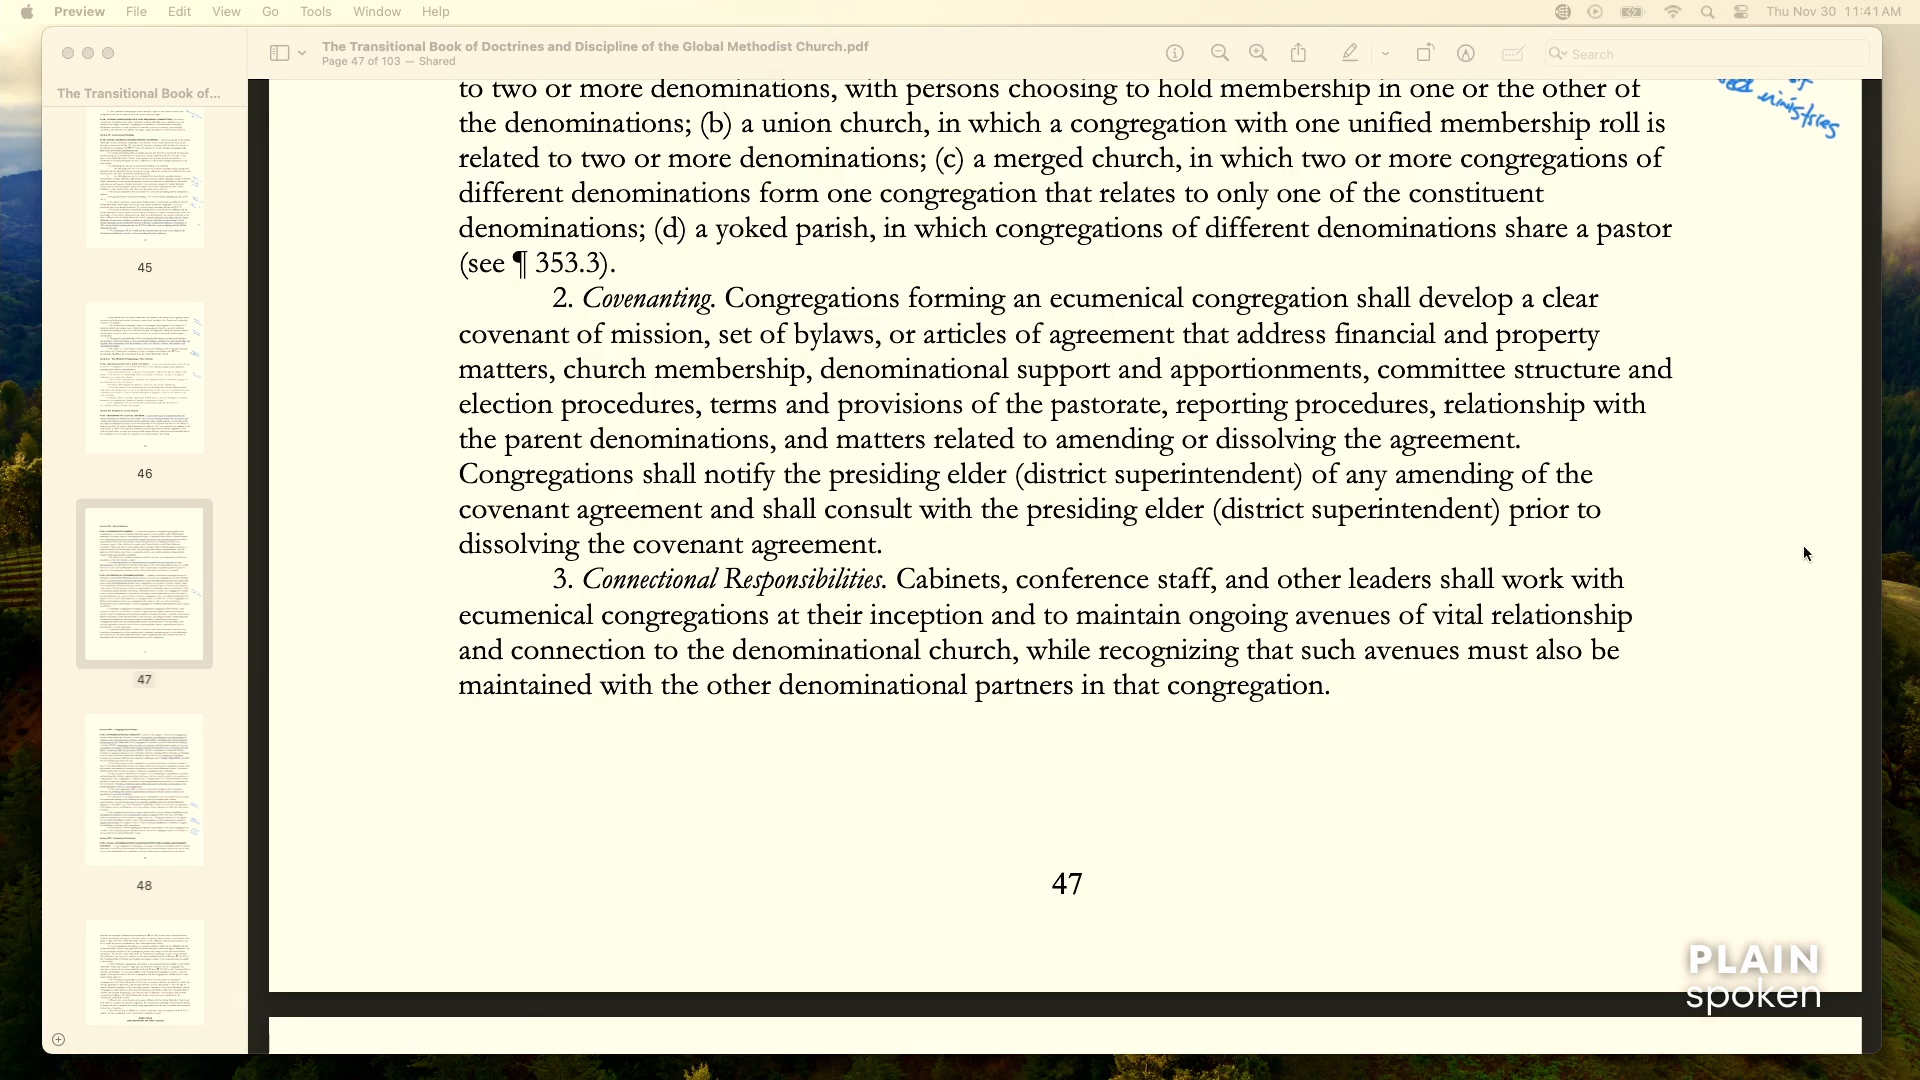 Preview File Edit View Go Tools Window Help Thu Nov 30 11:41 AM
The Transitional Book of Doctrines and Discipline of the Global Methodist Church.pdf
Page 47 of 103 — Shared
Search
The Transitional Book of...
45
46
47
48
to two or more denominations, with persons choosing to hold membership in one or the other of
the denominations; (b) a union church, in which a congregation with one unified membership roll is
related to two or more denominations; (c) a merged church, in which two or more congregations of
different denominations form one congregation that relates to only one of the constituent
denominations; (d) a yoked parish, in which congregations of different denominations share a pastor
(see ¶ 353.3).
2. Covenanting. Congregations forming an ecumenical congregation shall develop a clear
covenant of mission, set of bylaws, or articles of agreement that address financial and property
matters, church membership, denominational support and apportionments, committee structure and
election procedures, terms and provisions of the pastorate, reporting procedures, relationship with
the parent denominations, and matters related to amending or dissolving the agreement.
Congregations shall notify the presiding elder (district superintendent) of any amending of the
covenant agreement and shall consult with the presiding elder (district superintendent) prior to
dissolving the covenant agreement.
3. Connectional Responsibilities. Cabinets, conference staff, and other leaders shall work with
ecumenical congregations at their inception and to maintain ongoing avenues of vital relationship
and connection to the denominational church, while recognizing that such avenues must also be
maintained with the other denominational partners in that congregation.
47
of
ministries
PLAIN
spoken